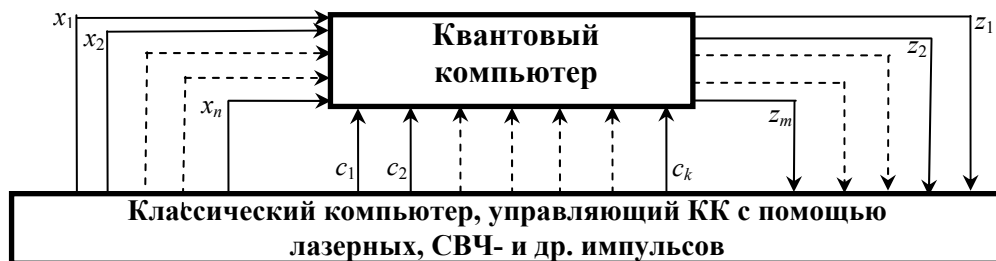 x1
x2
xn
Квантовый
компьютер
z1
z2
zm
c1
c2
ck
Классический компьютер, управляющий КК с помощью
лазерных, СВЧ- и др. импульсов